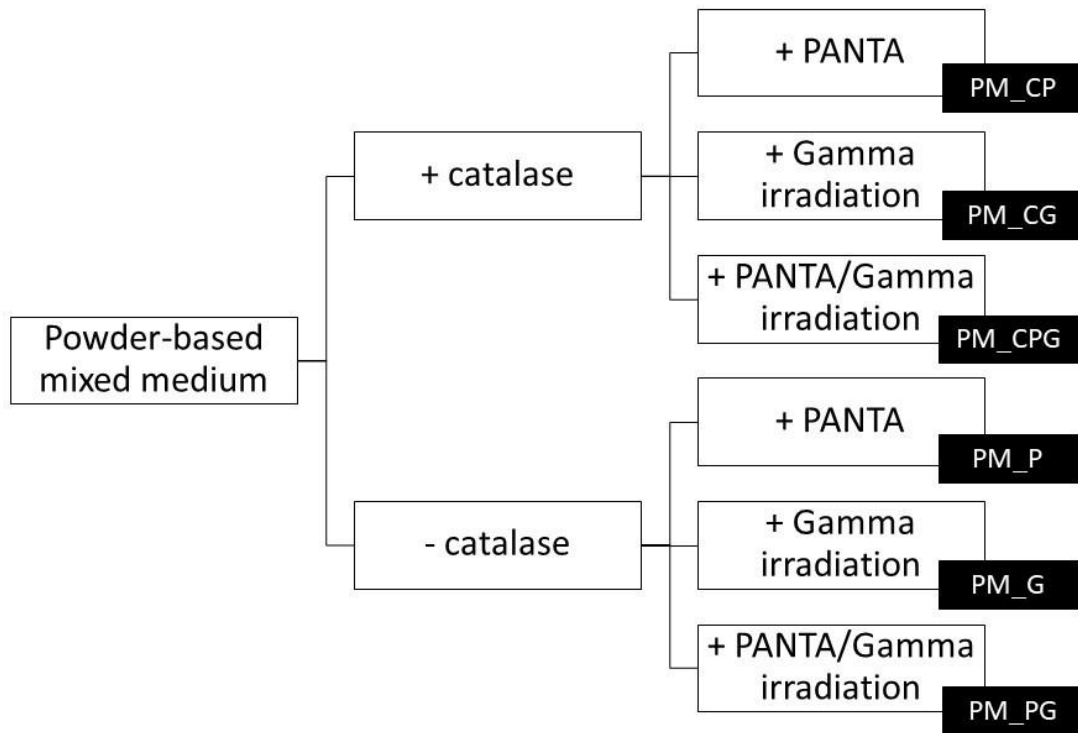 Powder-based
mixed medium
+ catalase
+ PANTA
PM_CP
+ Gamma
irradiation
PM_CG
+ PANTA/Gamma
irradiation
PM_CPG
- catalase
+ PANTA
PM_P
+ Gamma
irradiation
PM_G
+ PANTA/Gamma
irradiation
PM_PG